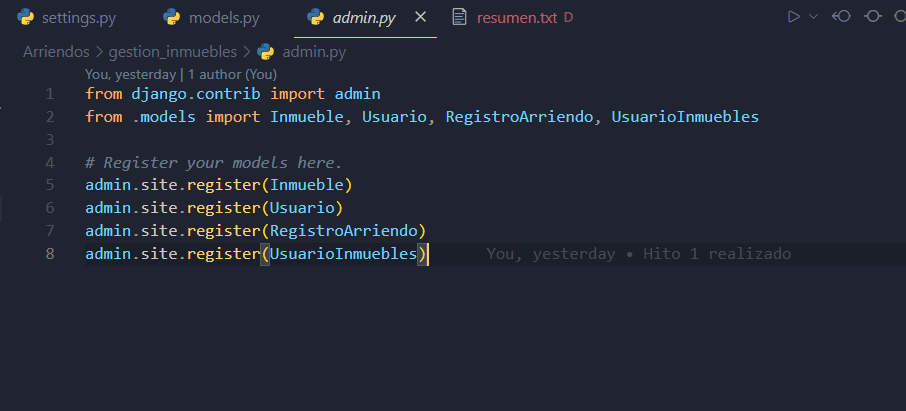 settings.py models.py admin.py resumen.txt D
Arriendos > gestion_inmuebles > admin.py
You, yesterday | 1 author (You)
1 from django.contrib import admin
2 from .models import Inmueble, Usuario, RegistroArriendo, UsuarioInmuebles
3
4 # Register your models here.
5 admin.site.register(Inmueble)
6 admin.site.register(Usuario)
7 admin.site.register(RegistroArriendo)
8 admin.site.register(UsuarioInmuebles) You, yesterday • Hito 1 realizado